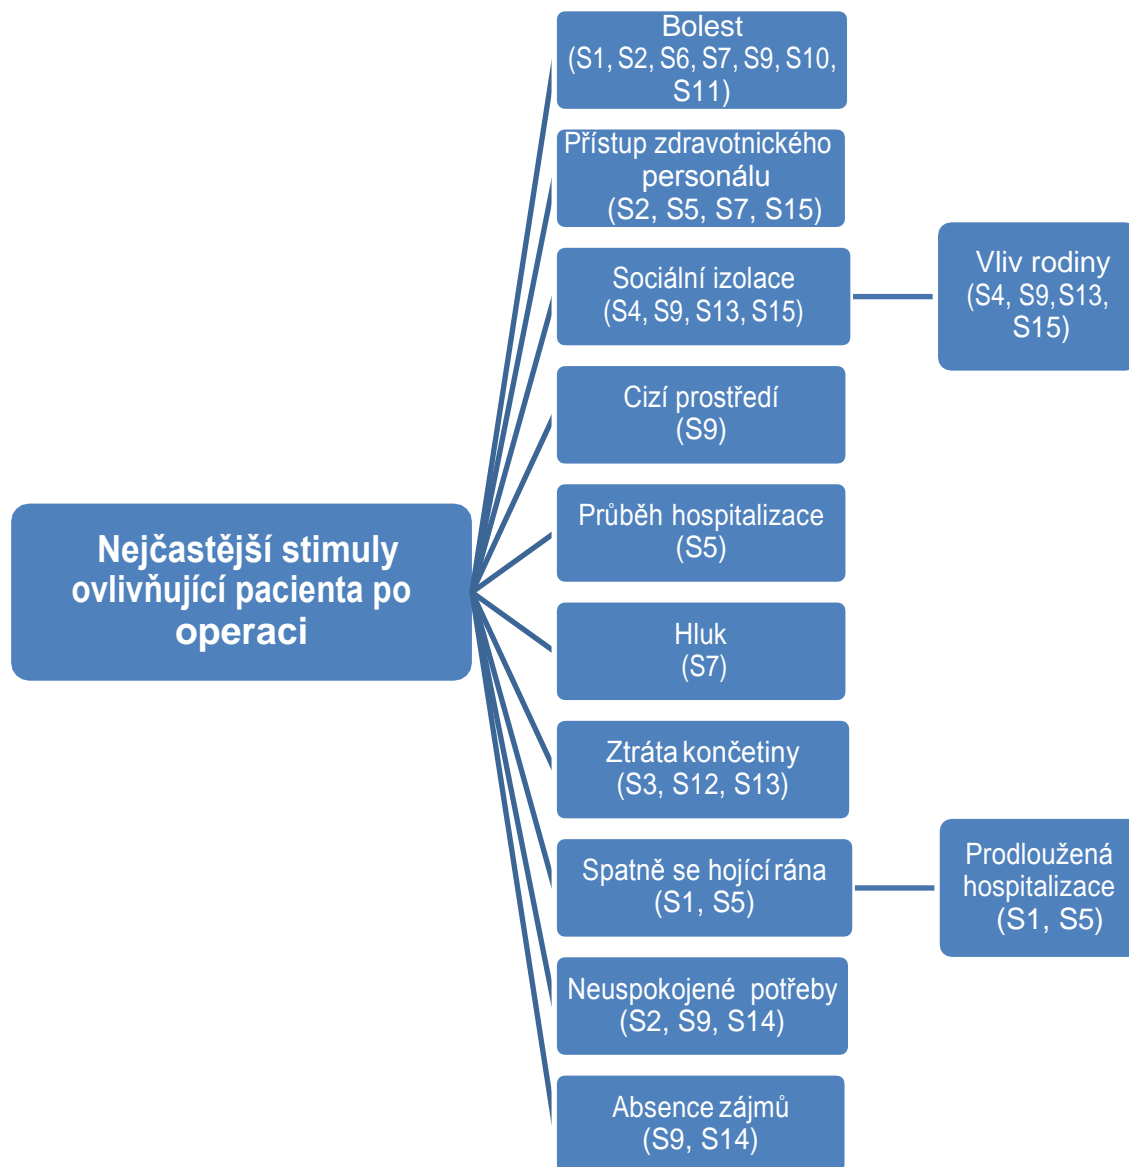 Nejčastější stimuly
ovlivňující pacienta po
operaci
Bolest
(S1, S2, S6, S7, S9, S10,
S11)
Přístup zdravotnického
personálu
(S2, S5, S7, S15)
Sociální izolace
(S4, S9, S13, S15)
Vliv rodiny
(S4, S9, S13,
S15)
Cizí prostředí
(S9)
Průběh hospitalizace
(S5)
Hluk
(S7)
Ztráta končetiny
(S3, S12, S13)
Spatně se hojící rána
(S1, S5)
Prodloužená
hospitalizace
(S1, S5)
Neuspokojené potřeby
(S2, S9, S14)
Absence zájmů
(S9, S14)